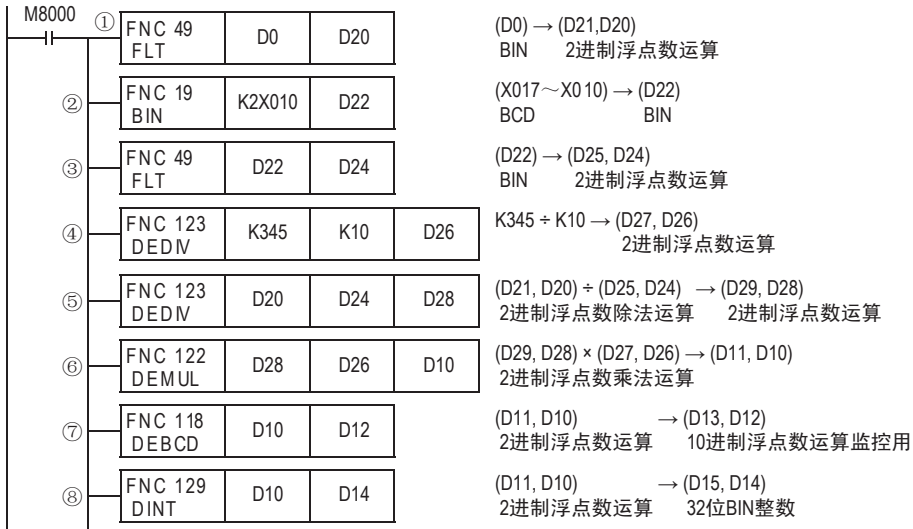 M8000
① FNC 49 D0 D20 (D0) → (D21,D20)
FLT BIN 2进制浮点数运算
② FNC 19 K2X010 D22 (X017～X010) → (D22)
BIN BCD BIN
③ FNC 49 D22 D24 (D22) → (D25, D24)
FLT BIN 2进制浮点数运算
④ FNC 123 K345 K10 D26 K345 ÷ K10 → (D27, D26)
DEDIV 2进制浮点数运算
⑤ FNC 123 D20 D24 D28 (D21, D20) ÷ (D25, D24) → (D29, D28)
DEDIV 2进制浮点数除法运算 2进制浮点数运算
⑥ FNC 122 D28 D26 D10 (D29, D28) × (D27, D26) → (D11, D10)
DEMUL 2进制浮点数乘法运算
⑦ FNC 118 D10 D12 (D11, D10) → (D13, D12)
DEBCD 2进制浮点数运算 10进制浮点数运算监控用
⑧ FNC 129 D10 D14 (D11, D10) → (D15, D14)
DINT 2进制浮点数运算 32位BIN整数